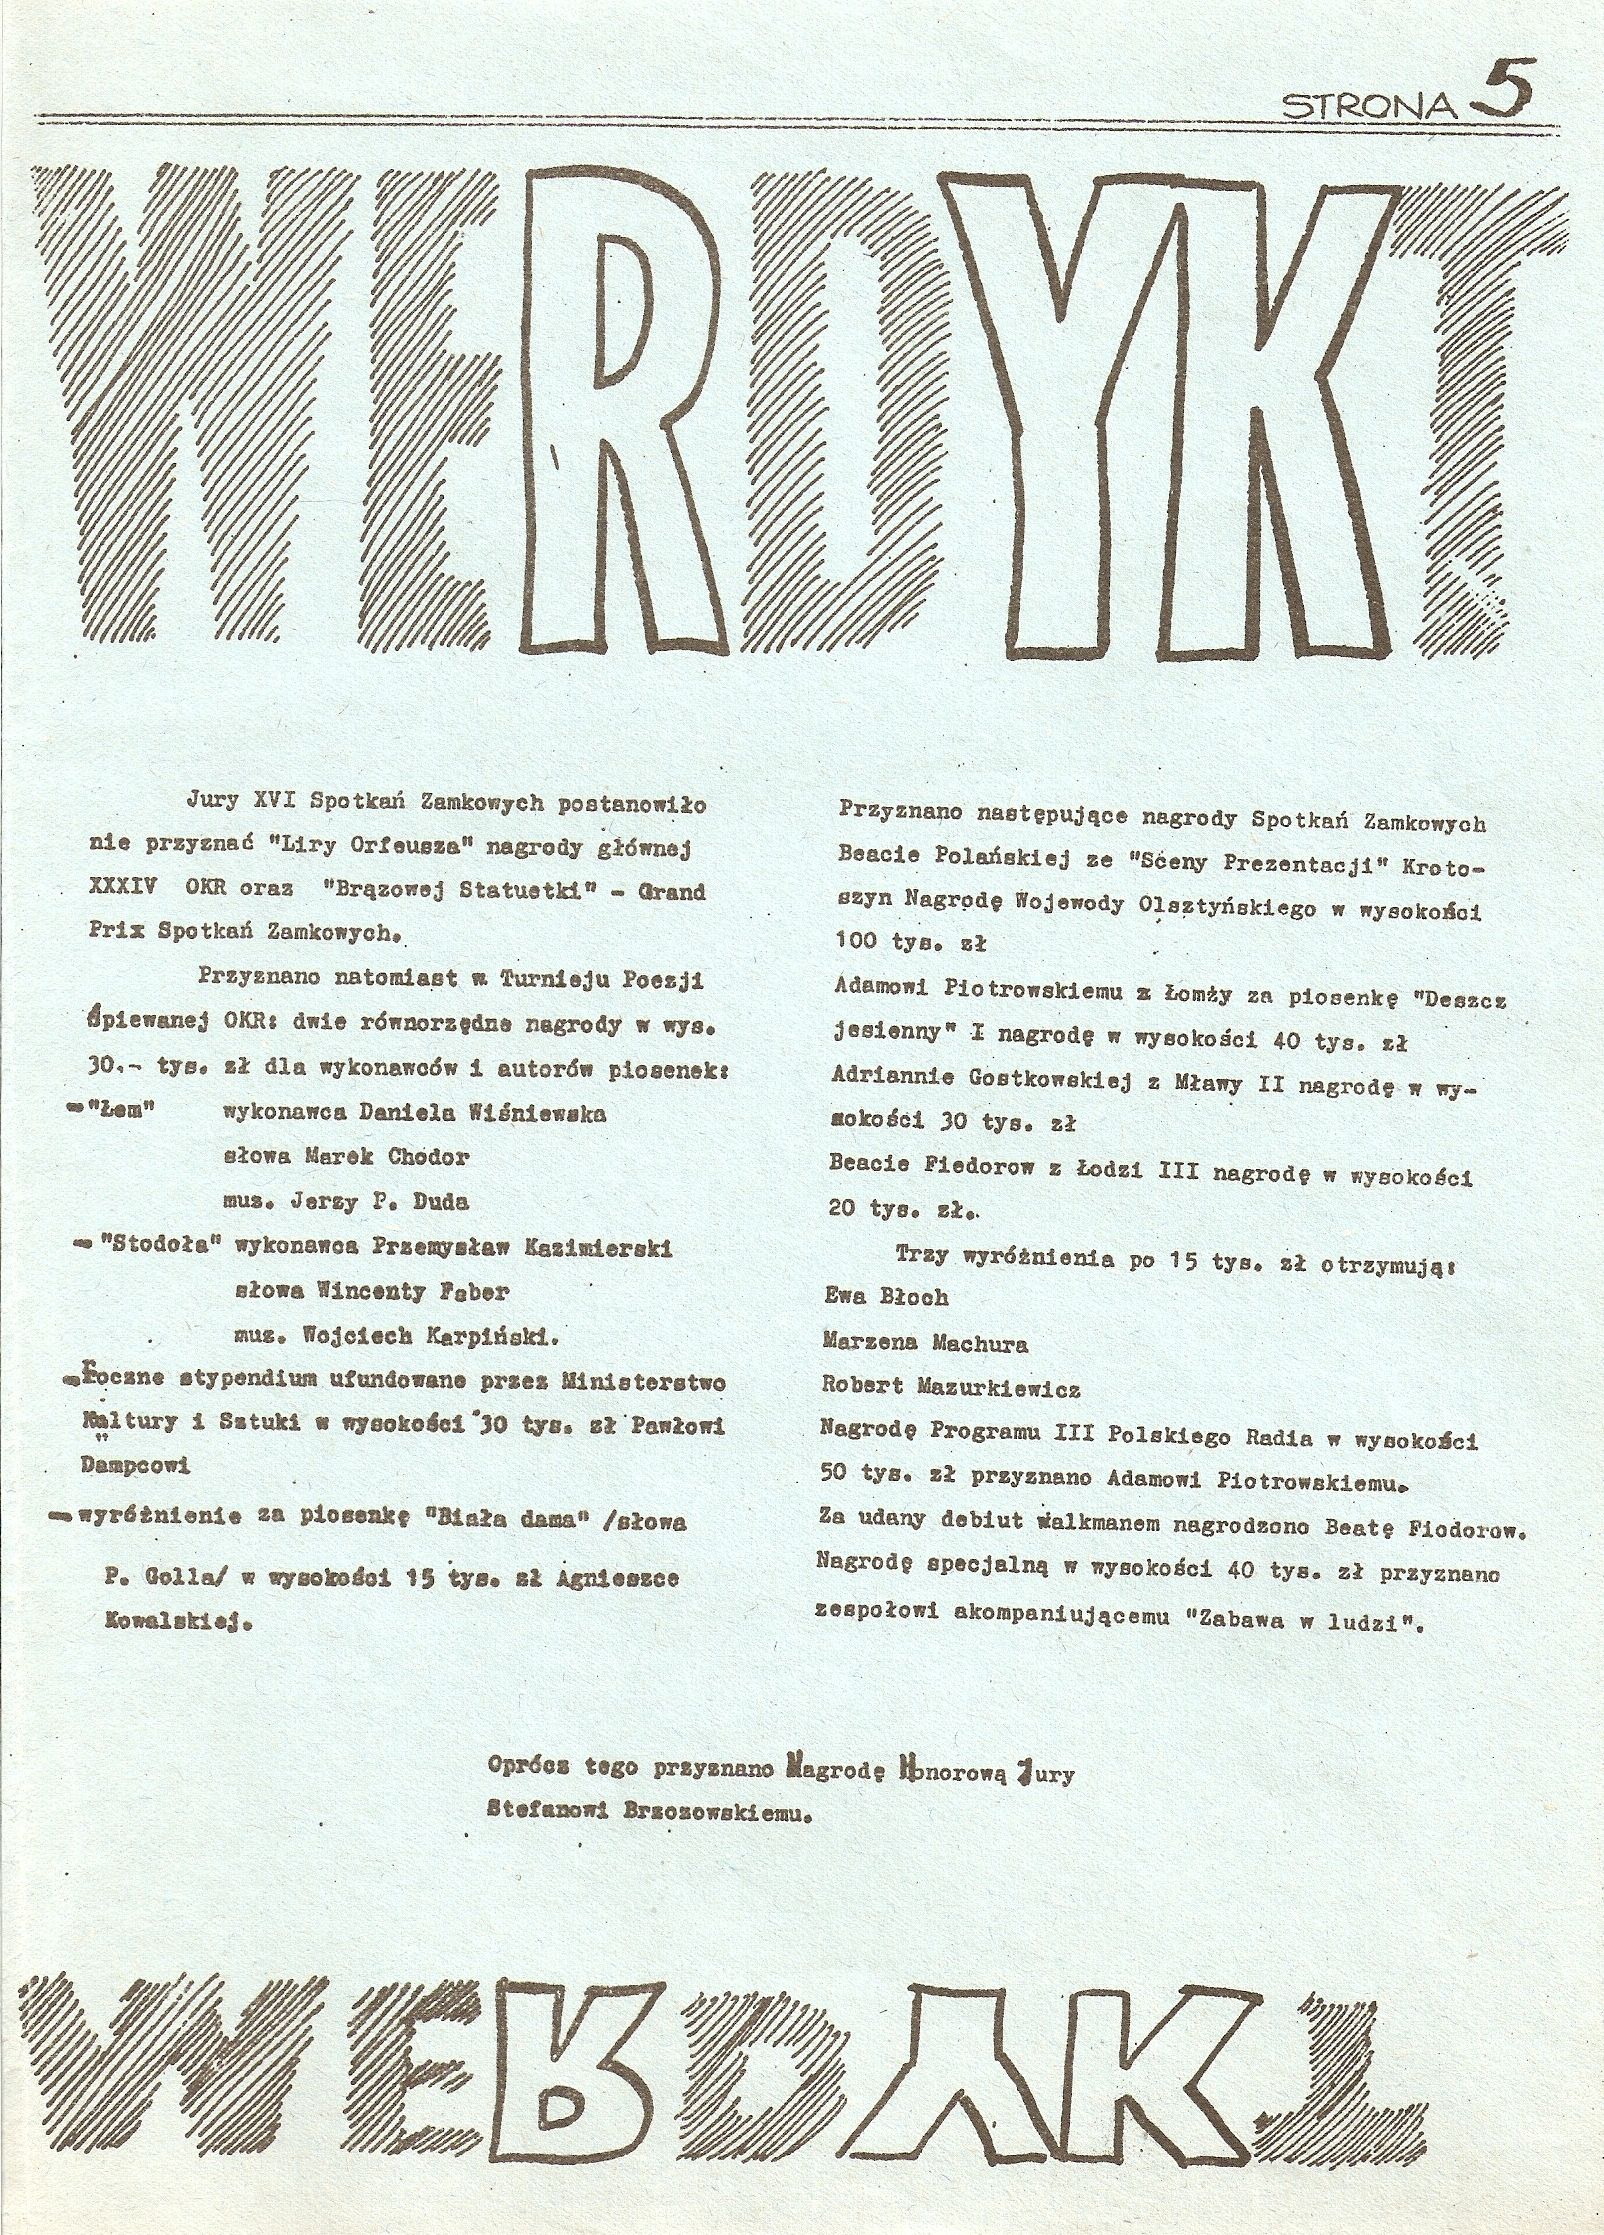 STRONA 5
WERDYKT
Jury XVI Spotkań Zamkowych postanowiło
nie przyznać "Liry Orfeusza" nagrody głównej
XXXIV OKR oraz "Brązowej Statuetki" - Grand
Prix Spotkań Zamkowych.
Przyznano natomiast w Turnieju Poezji
Śpiewanej OKR: dwie równorzędne nagrody w wys.
30.- tys. zł dla wykonawców i autorów piosenek:
- "Łem" wykonawca Daniela Wiśniewska
słowa Marek Chodor
muz. Jerzy P. Duda
- "Stodoła" wykonawca Przemysław Kazimierski
słowa Wincenty Faber
muz. Wojciech Karpiński.
- Roczne stypendium ufundowane przez Ministerstwo
Kultury i Sztuki w wysokości 30 tys. zł Pawłowi
Dampcowi
- wyróżnienie za piosenkę "Biała dama" /słowa
P. Golla/ w wysokości 15 tys. zł Agnieszce
Kowalskiej.
Przyznano następujące nagrody Spotkań Zamkowych
Beacie Polańskiej ze "Sceny Prezentacji" Kroto-
szyn Nagrodę Wojewody Olsztyńskiego w wysokości
100 tys. zł
Adamowi Piotrowskiemu z Łomży za piosenkę "Deszcz
jesienny" I nagrodę w wysokości 40 tys. zł
Adriannie Gostkowskiej z Mławy II nagrodę w wy-
sokości 30 tys. zł
Beacie Fiedorow z Łodzi III nagrodę w wysokości
20 tys. zł.
Trzy wyróżnienia po 15 tys. zł otrzymują:
Ewa Błoch
Marzena Machura
Robert Mazurkiewicz
Nagrodę Programu III Polskiego Radia w wysokości
50 tys. zł przyznano Adamowi Piotrowskiemu.
Za udany debiut walkmanem nagrodzono Beatę Fiodorow.
Nagrodę specjalną w wysokości 40 tys. zł przyznano
zespołowi akompaniującemu "Zabawa w ludzi".
Oprócz tego przyznano Nagrodę Honorową Jury
Stefanowi Brzozowskiemu.
WERDYKT